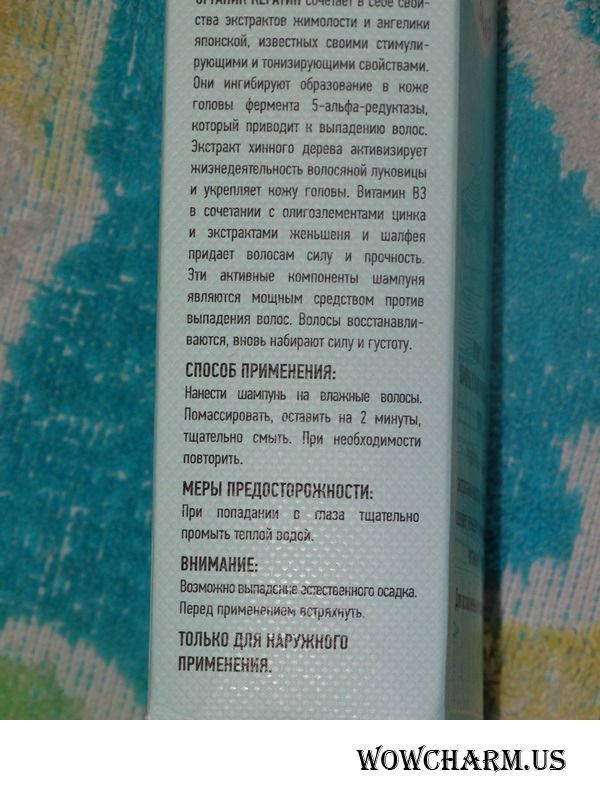 ОРГАНИК КЕРАТИН сочетает в себе свой-
ства экстрактов жимолости и ангелики
японской, известных своими стимули-
рующими и тонизирующими свойствами.
Они ингибируют образование в коже
головы фермента 5-альфа-редуктазы,
который приводит к выпадению волос.
Экстракт хинного дерева активизирует
жизнедеятельность волосяной луковицы
и укрепляет кожу головы. Витамин В3
в сочетании с олигоэлементами цинка
и экстрактами женьшеня и шалфея
придает волосам силу и прочность.
Эти активные компоненты шампуня
являются мощным средством против
выпадения волос. Волосы восстанавли-
ваются, вновь набирают силу и густоту.
СПОСОБ ПРИМЕНЕНИЯ:
Нанести шампунь на влажные волосы.
Помассировать, оставить на 2 минуты,
тщательно смыть. При необходимости
повторить.
МЕРЫ ПРЕДОСТОРОЖНОСТИ:
При попадании в глаза тщательно
промыть теплой водой.
ВНИМАНИЕ:
Возможно выпадение естественного осадка.
Перед применением встряхнуть.
ТОЛЬКО ДЛЯ НАРУЖНОГО
ПРИМЕНЕНИЯ.
WOWCHARM.US